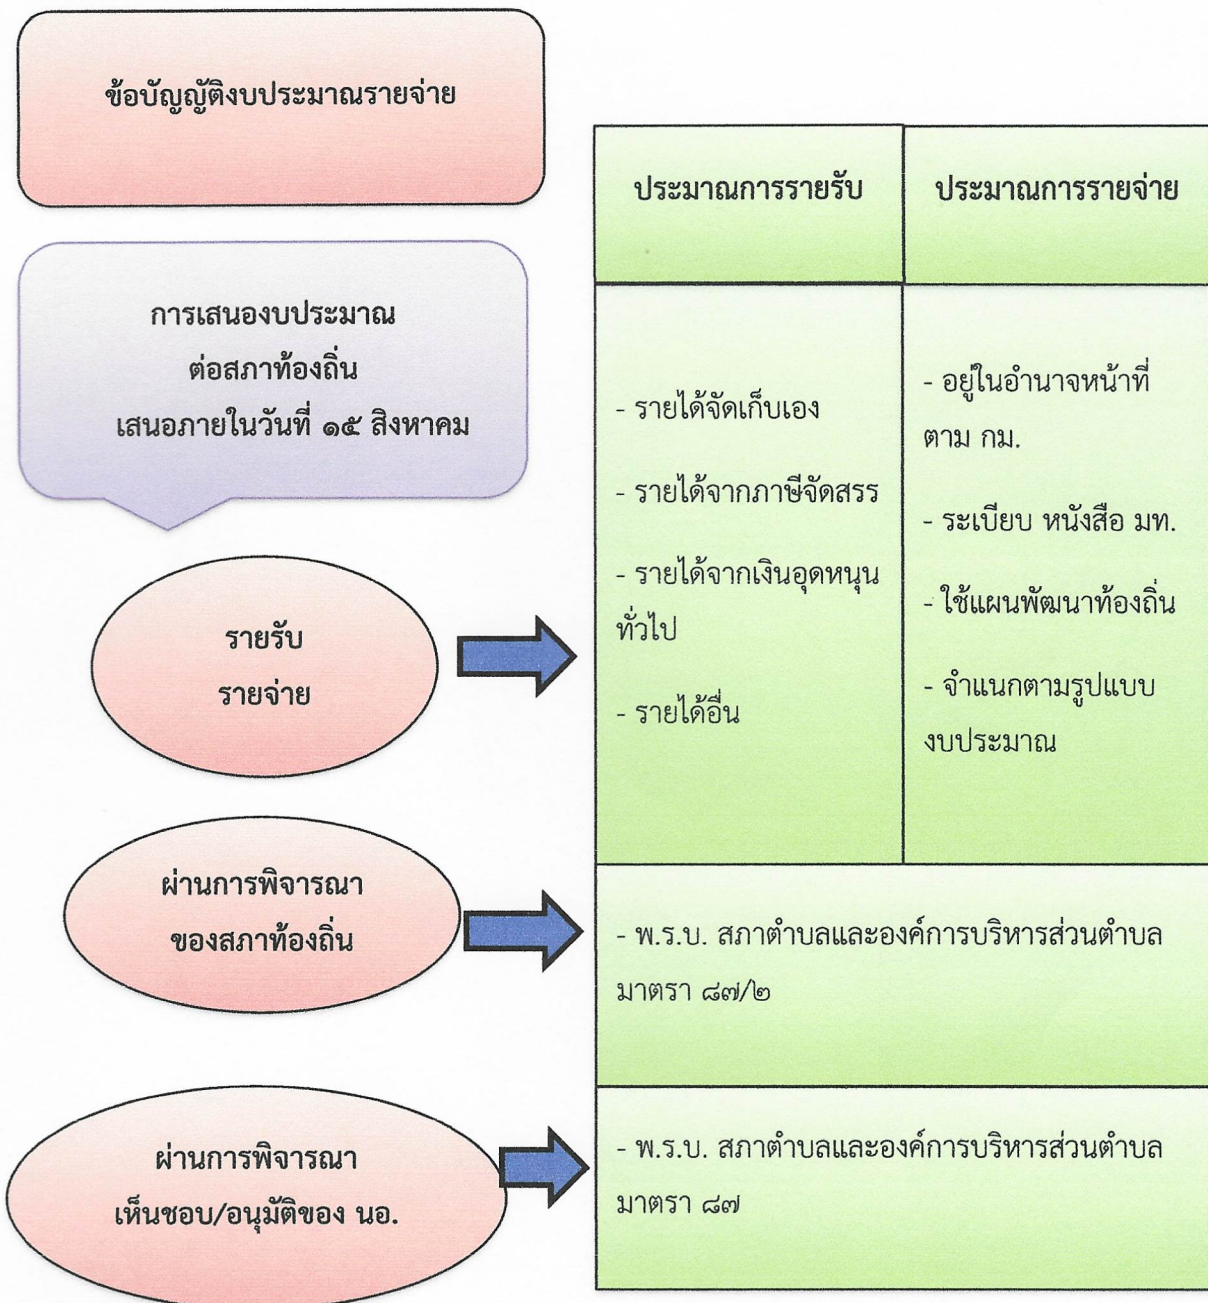 ข้อบัญญัติงบประมาณรายจ่าย
การเสนองบประมาณ
ต่อสภาท้องถิ่น
เสนอภายในวันที่ ๑๕ สิงหาคม
ประมาณการรายรับ
ประมาณการรายจ่าย
รายรับ
รายจ่าย
- รายได้จัดเก็บเอง
- รายได้จากภาษีจัดสรร
- รายได้จากเงินอุดหนุน
ทั่วไป
- รายได้อื่น
- อยู่ในอำนาจหน้าที่
ตาม กม.
- ระเบียบ หนังสือ มท.
- ใช้แผนพัฒนาท้องถิ่น
- จำแนกตามรูปแบบ
งบประมาณ
ผ่านการพิจารณา
ของสภาท้องถิ่น
- พ.ร.บ. สภาตำบลและองค์การบริหารส่วนตำบล
มาตรา ๘๗/๒
ผ่านการพิจารณา
เห็นชอบ/อนุมัติของ นอ.
- พ.ร.บ. สภาตำบลและองค์การบริหารส่วนตำบล
มาตรา ๘๗